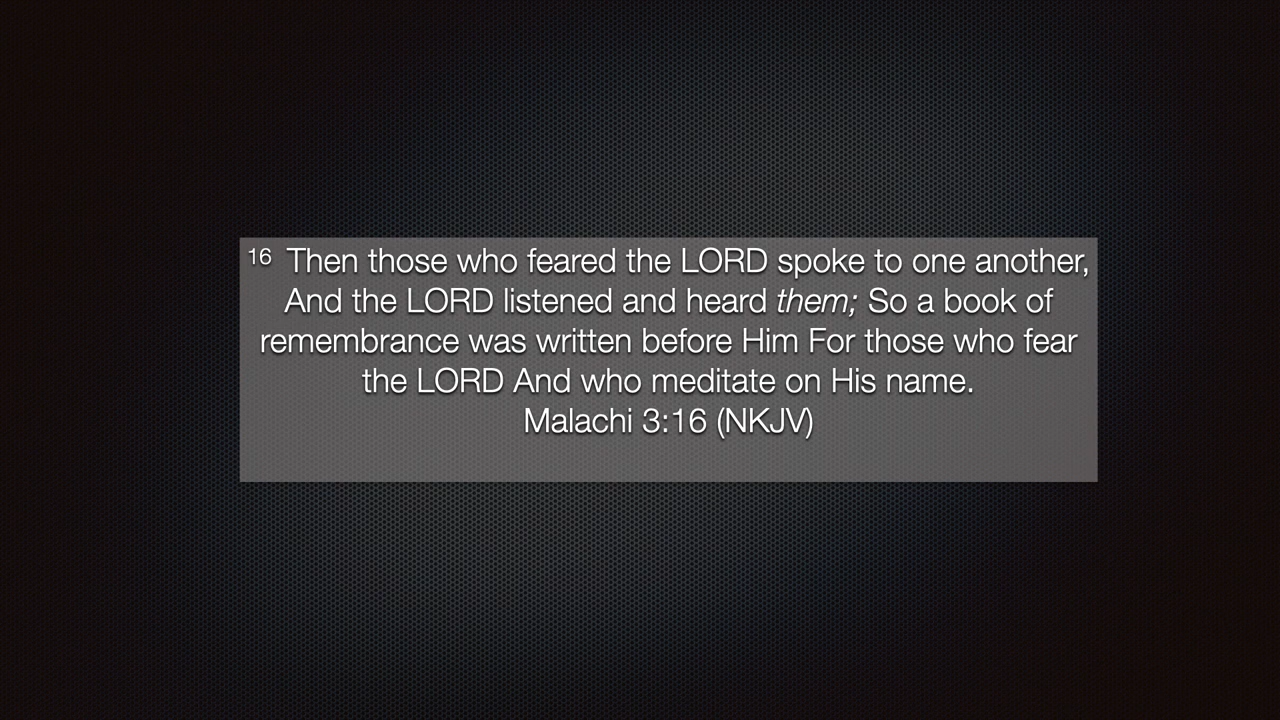 16 Then those who feared the LORD spoke to one another,
And the LORD listened and heard them; So a book of
remembrance was written before Him For those who fear
the LORD And who meditate on His name.
Malachi 3:16 (NKJV)